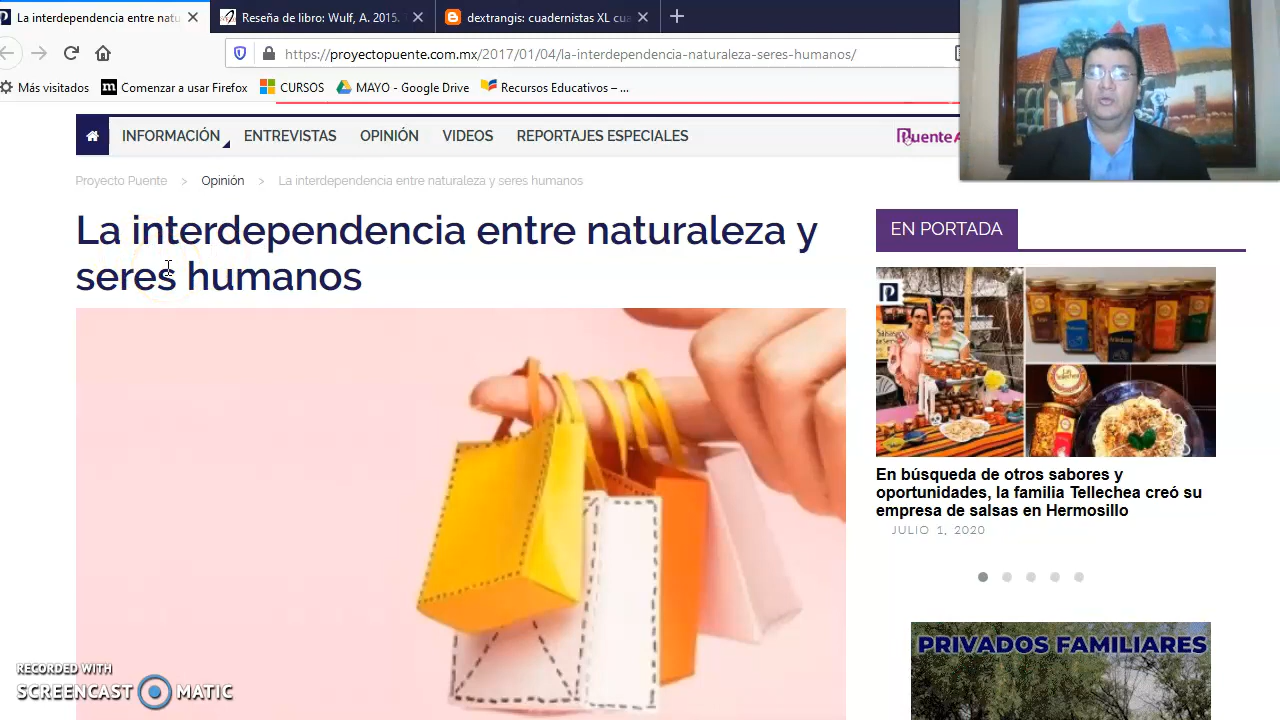 La interdependencia entre natu
Reseña de libro: Wulf, A. 2015.
dextrangis: cuadernistas XL cua
https://proyectopuente.com.mx/2017/01/04/la-interdependencia-naturaleza-seres-humanos/
Más visitados
Comenzar a usar Firefox
CURSOS
MAYO - Google Drive
Recursos Educativos – ...
INFORMACIÓN
ENTREVISTAS
OPINIÓN
VIDEOS
REPORTAJES ESPECIALES
Puente A
Proyecto Puente > Opinión > La interdependencia entre naturaleza y seres humanos
La interdependencia entre naturaleza y
seres humanos
EN PORTADA
En búsqueda de otros sabores y
oportunidades, la familia Tellechea creó su
empresa de salsas en Hermosillo
JULIO 1, 2020
PRIVADOS FAMILIARES
RECORDED WITH
SCREENCAST MATIC